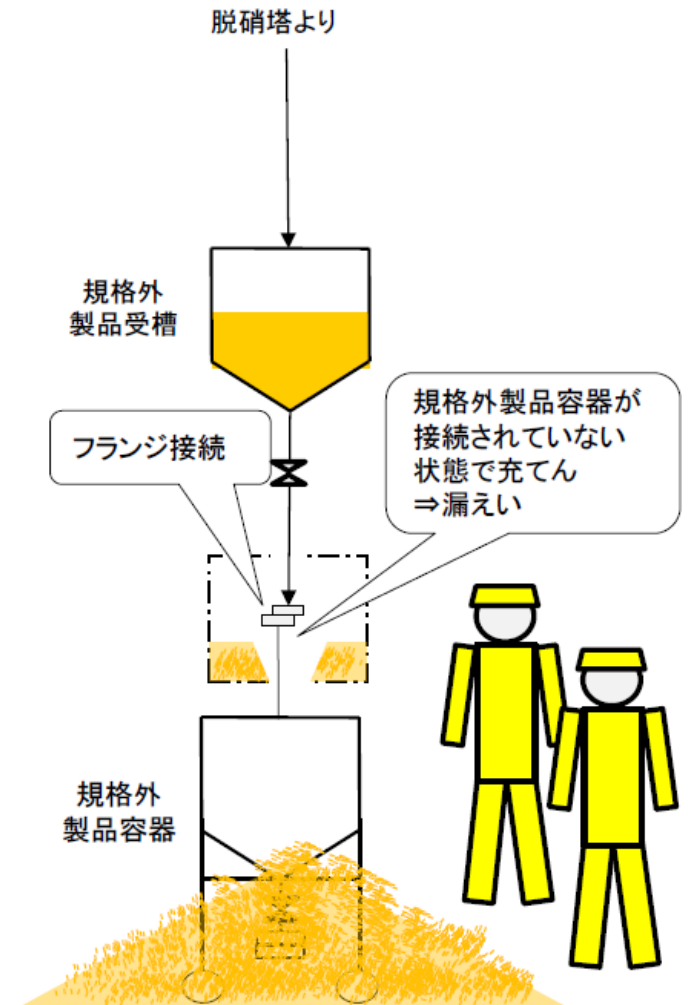 脱硝塔より
規格外
製品受槽
規格外製品容器が
接続されていない
状態で充てん
⇒漏えい
フランジ接続
規格外
製品容器